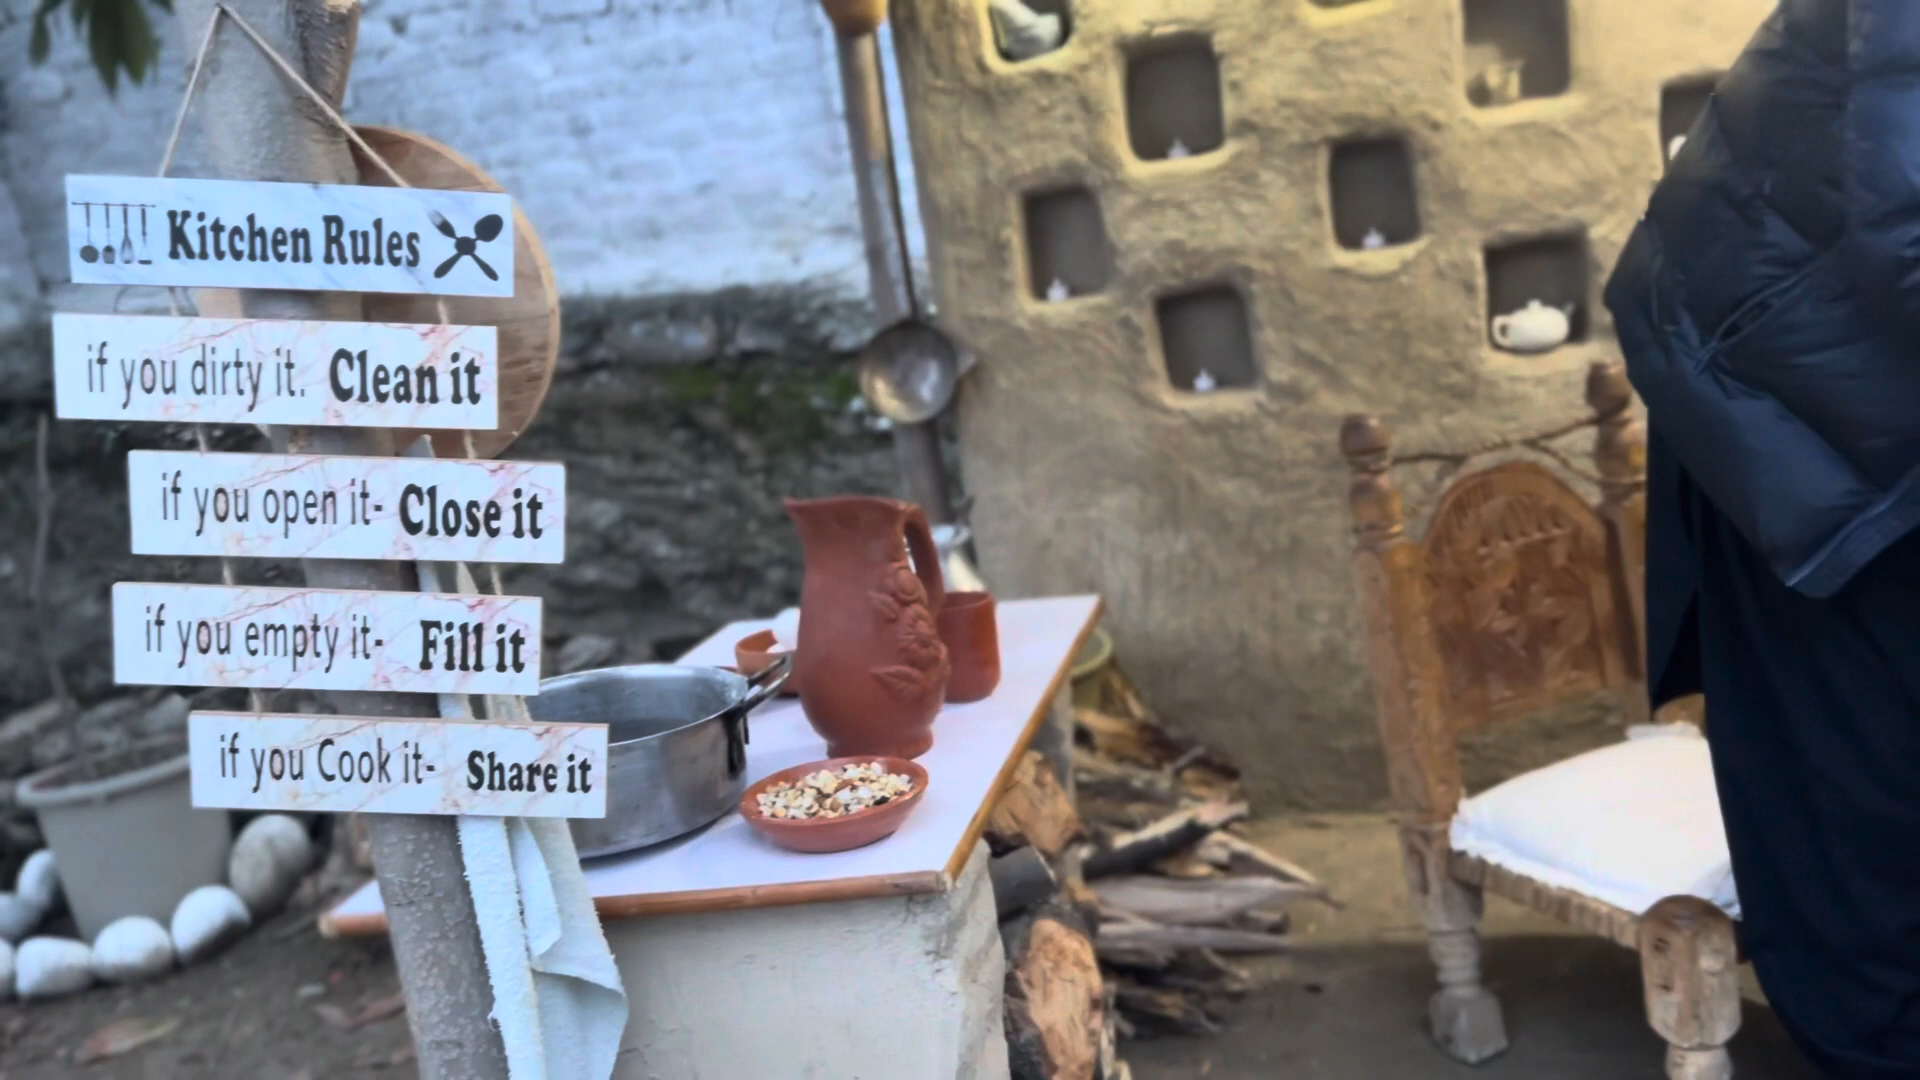 Kitchen Rules
if you dirty it. Clean it
if you open it- Close it
if you empty it- Fill it
if you Cook it- Share it